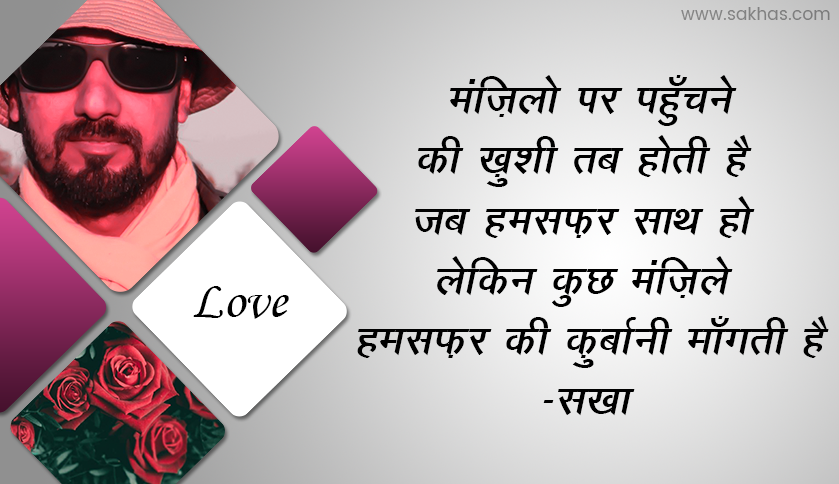 www.sakhas.com
मंज़िलो पर पहुँचने
की ख़ुशी तब होती है
जब हमसफ़र साथ हो
लेकिन कुछ मंज़िले
हमसफ़र की क़ुर्बानी माँगती है
-सखा
Love